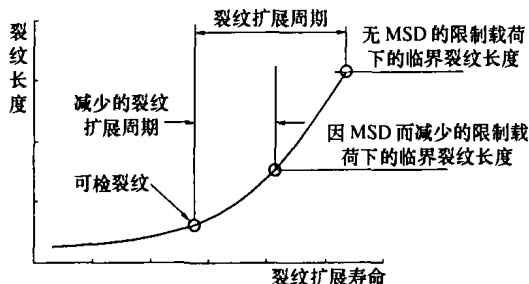 裂纹扩展周期
裂纹长度
无 MSD 的限制载荷
下的临界裂纹长度
减少的裂纹
扩展周期
因 MSD 而减少的限制载
荷下的临界裂纹长度
可检裂纹
裂纹扩展寿命